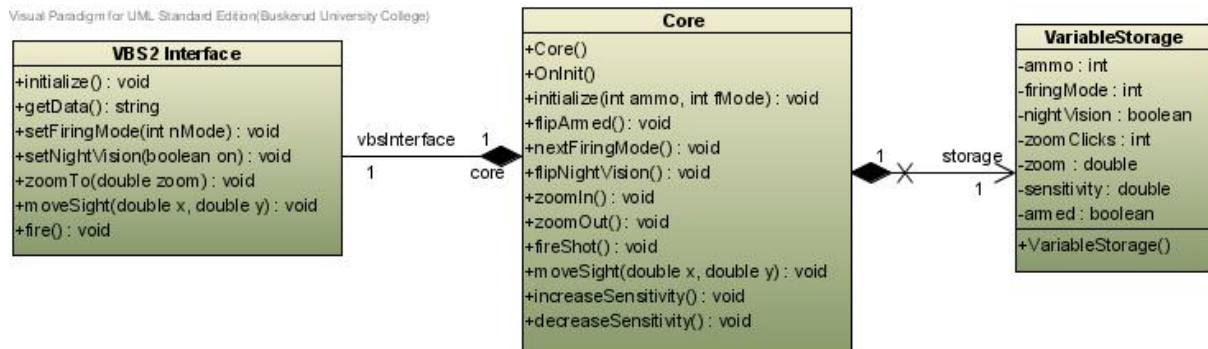 Visual Paradigm for UML Standard Edition(Buskerud University College)
VBS2 Interface
+initialize() : void
+getData() : string
+setFiringMode(int nMode) : void
+setNightVision(boolean on) : void
+zoomTo(double zoom) : void
+moveSight(double x, double y) : void
+fire() : void
vbsInterface
1
1
core
Core
+Core()
+OnInit()
+initialize(int ammo, int fMode) : void
+flipArmed() : void
+nextFiringMode() : void
+flipNightVision() : void
+zoomIn() : void
+zoomOut() : void
+fireShot() : void
+moveSight(double x, double y) : void
+increaseSensitivity() : void
+decreaseSensitivity() : void
1
storage
1
VariableStorage
-ammo : int
-firingMode : int
-nightVision : boolean
-zoomClicks : int
-zoom : double
-sensitivity : double
-armed : boolean
+VariableStorage()